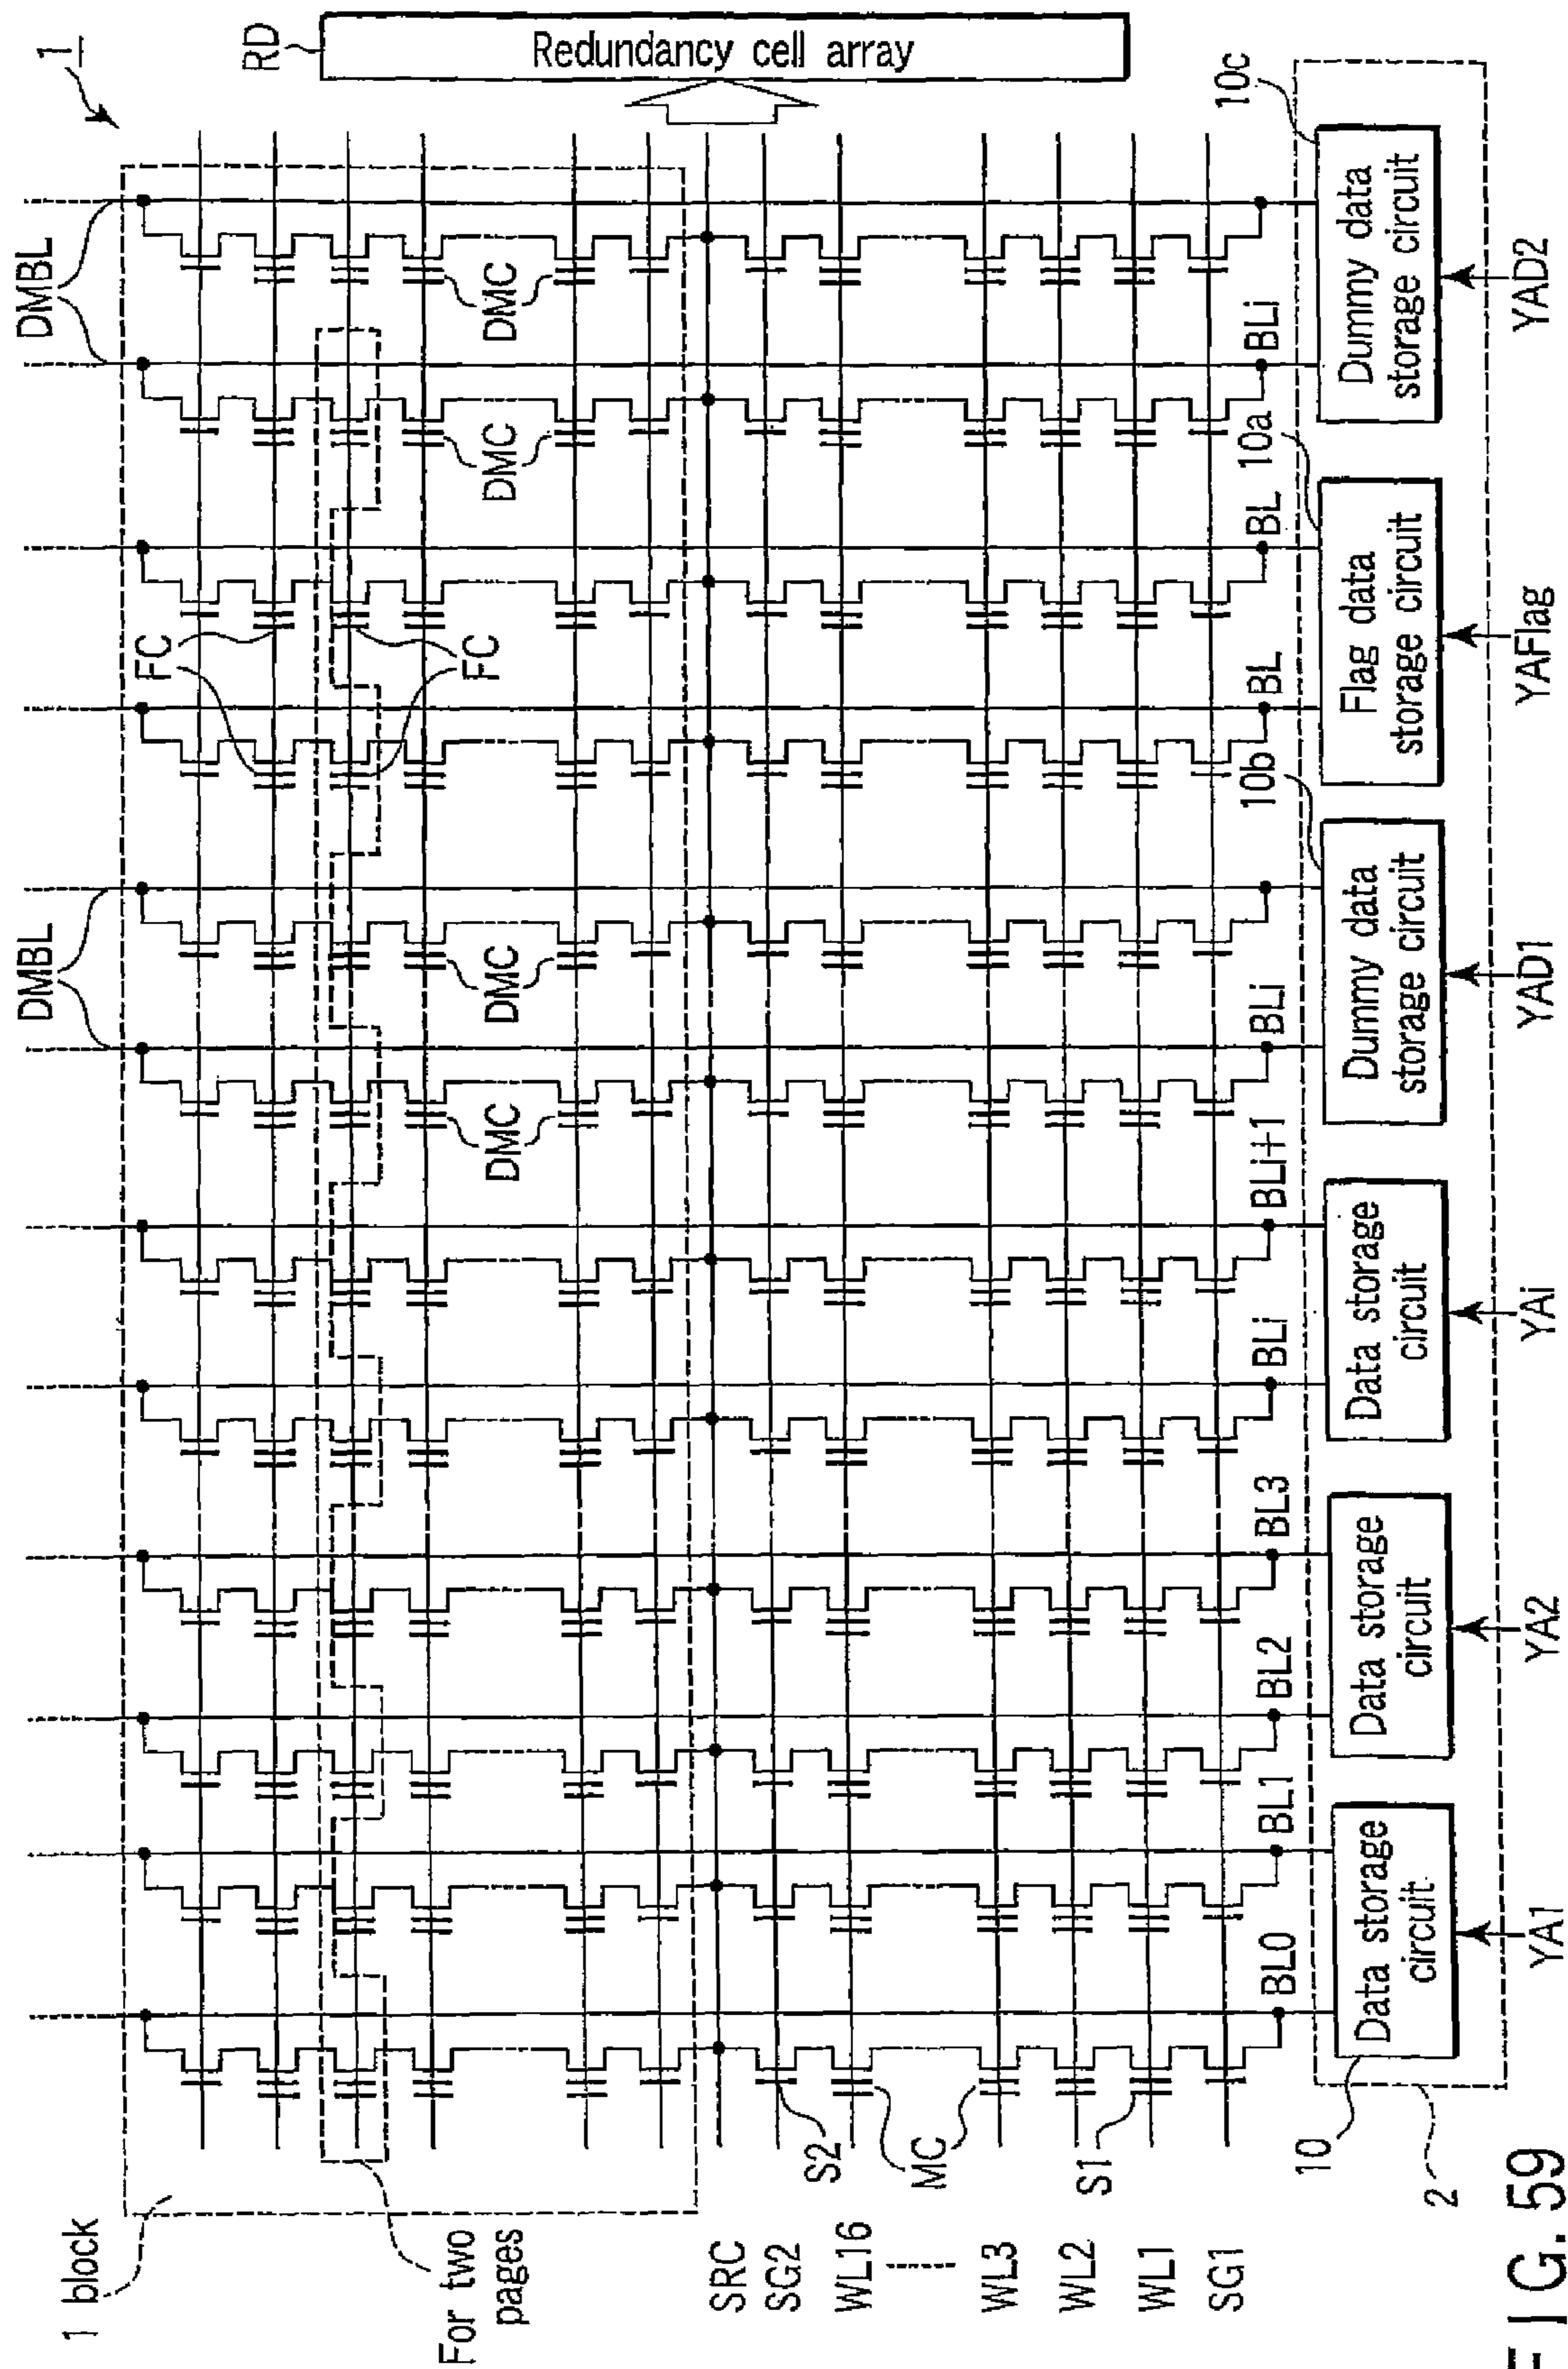 1
RD
Redundancy cell array
DMBL
DMBL
1 block
For two
pages
FC
FC
DMC
DMC
DMC
DMC
SRC
SG2
WL16
WL3
WL2
WL1
SG1
S2
MC
S1
BL0
BL1
BL2
BL3
BLi
BLi+1
BLi
BL
BL
BLi
10
10b
10a
10c
2
Data storage
circuit
Data storage
circuit
Data storage
circuit
Dummy data
storage circuit
Flag data
storage circuit
Dummy data
storage circuit
YA1
YA2
YAi
YAD1
YAFlag
YAD2
FIG. 59